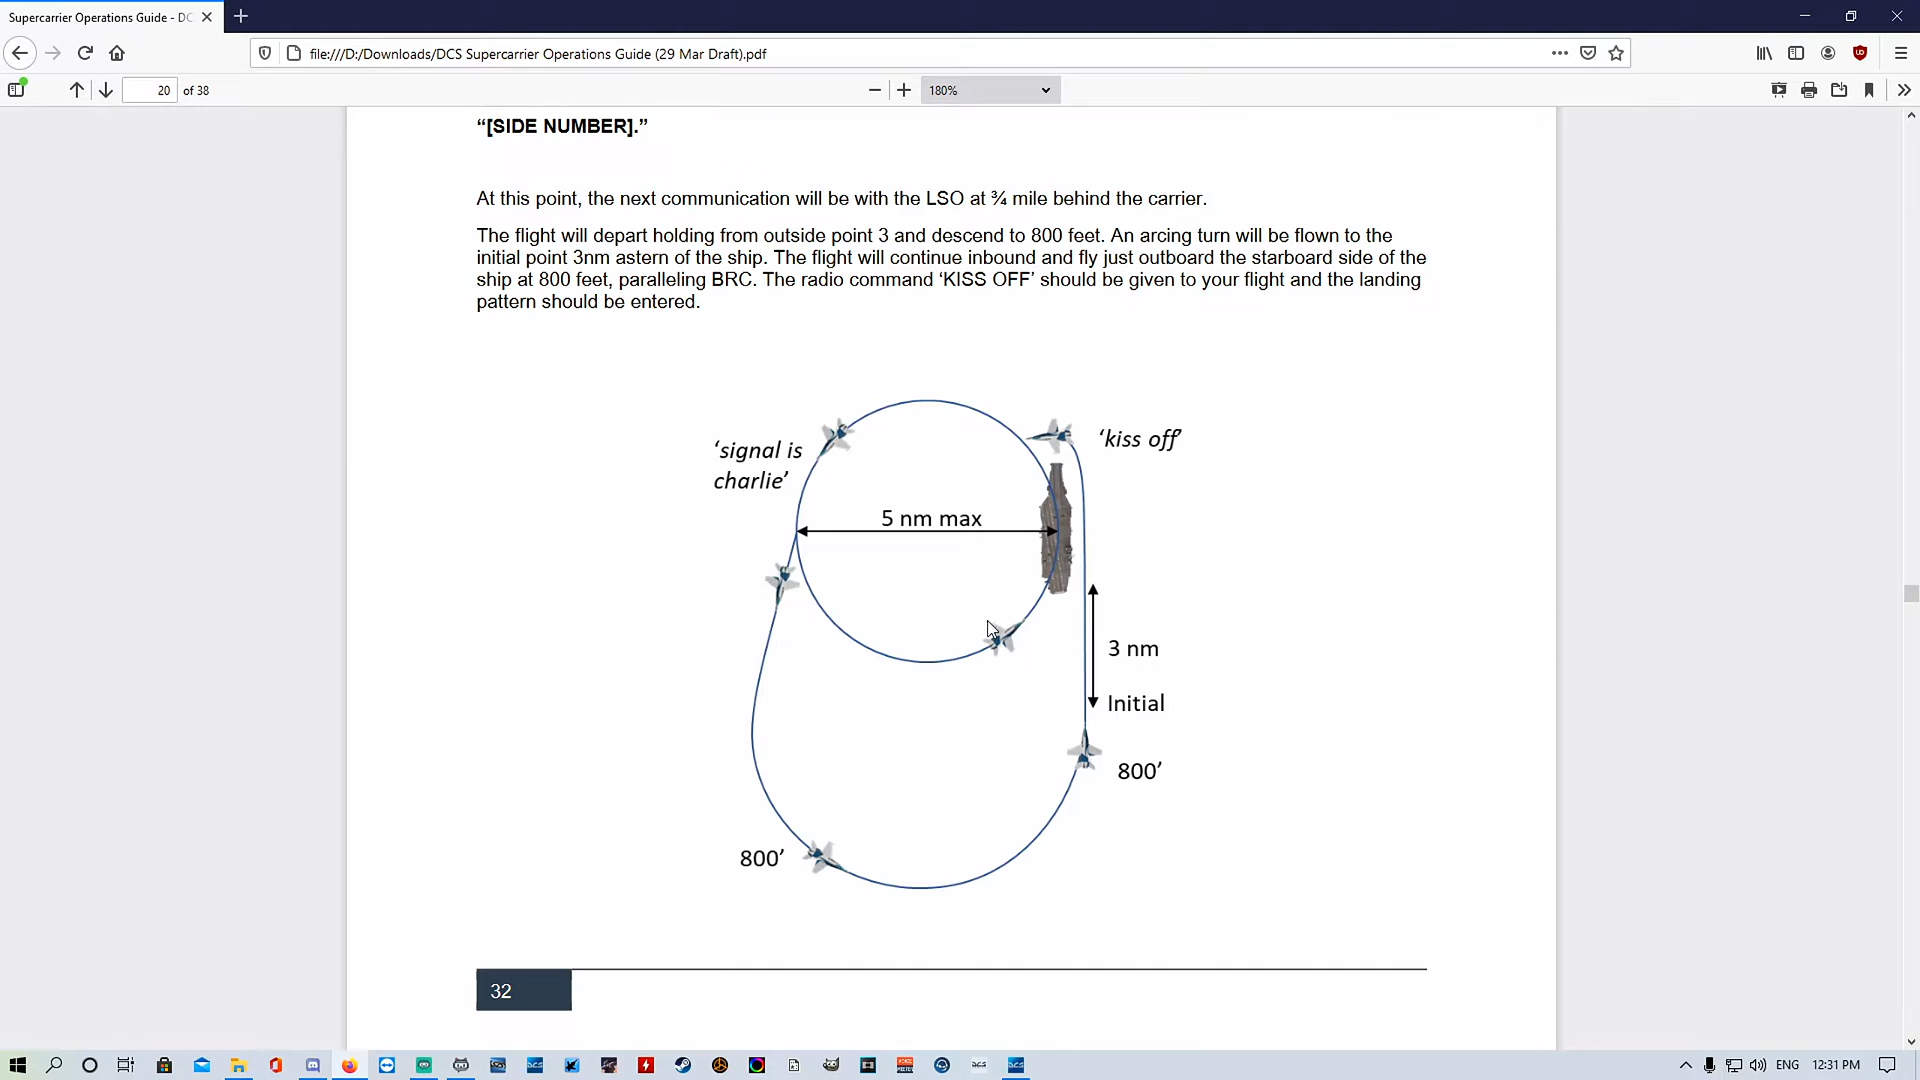 Supercarrier Operations Guide - DC
file:///D:/Downloads/DCS Supercarrier Operations Guide (29 Mar Draft).pdf
20 of 38
180%
“[SIDE NUMBER].”
At this point, the next communication will be with the LSO at ¾ mile behind the carrier.
The flight will depart holding from outside point 3 and descend to 800 feet. An arcing turn will be flown to the
initial point 3nm astern of the ship. The flight will continue inbound and fly just outboard the starboard side of the
ship at 800 feet, paralleling BRC. The radio command ‘KISS OFF’ should be given to your flight and the landing
pattern should be entered.
‘signal is
charlie’
‘kiss off’
5 nm max
3 nm
Initial
800’
800’
32
ENG
12:31 PM